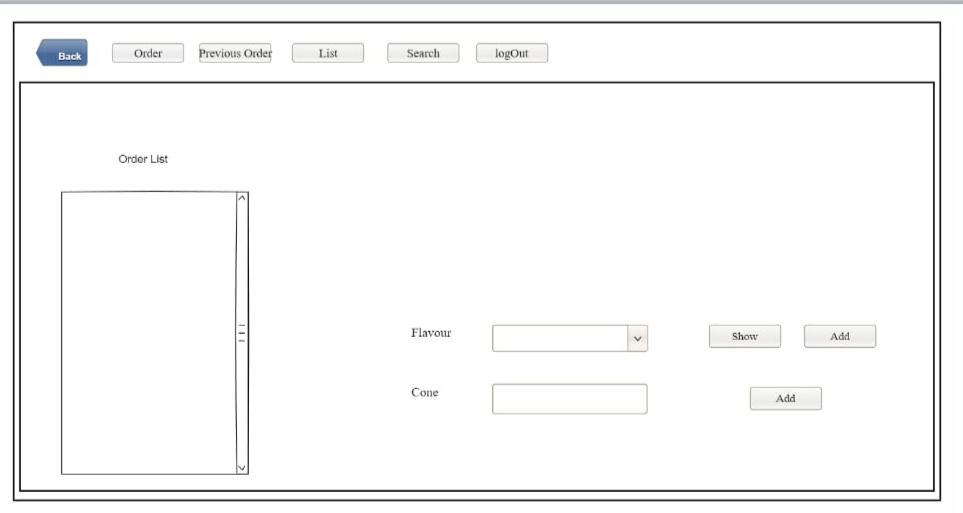 Back
Order
Previous Order
List
Search
logOut
Order List
Flavour
Show
Add
Cone
Add